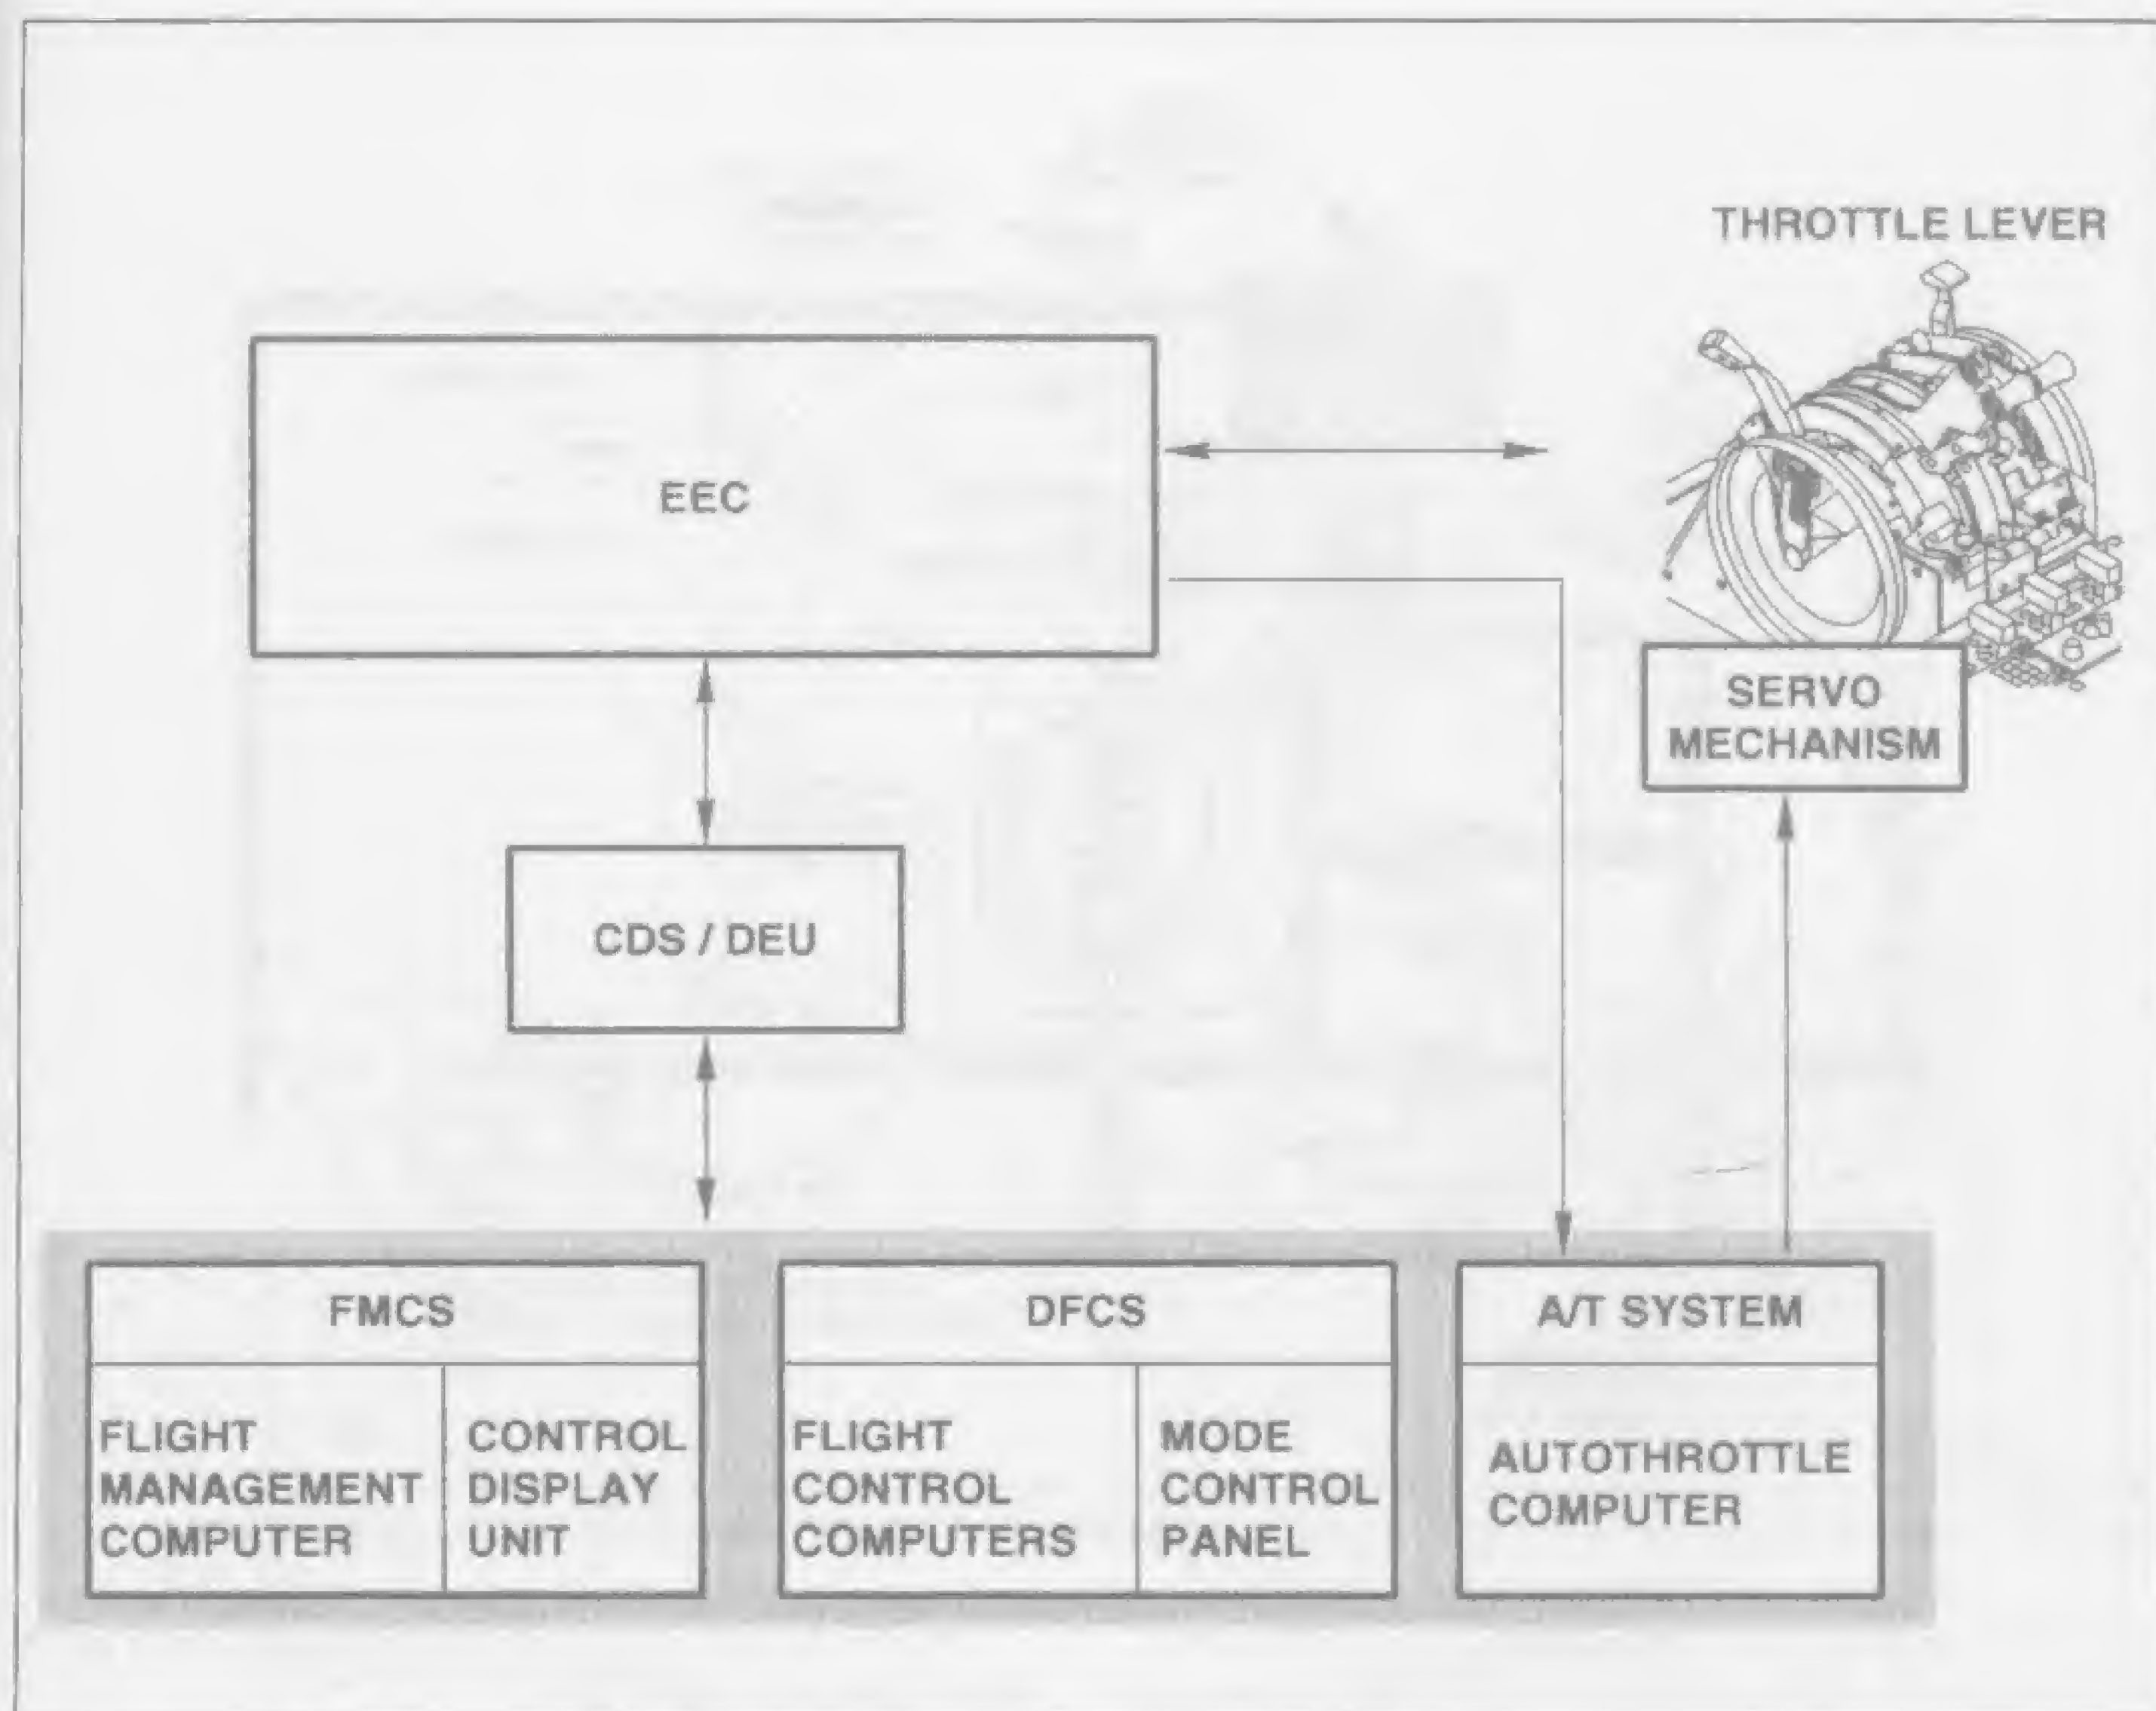 THROTTLE LEVER
EEC
SERVO
MECHANISM
CDS / DEU
FMCS
DFCS
A/T SYSTEM
FLIGHT
MANAGEMENT
COMPUTER
CONTROL
DISPLAY
UNIT
FLIGHT
CONTROL
COMPUTERS
MODE
CONTROL
PANEL
AUTOTHROTTLE
COMPUTER